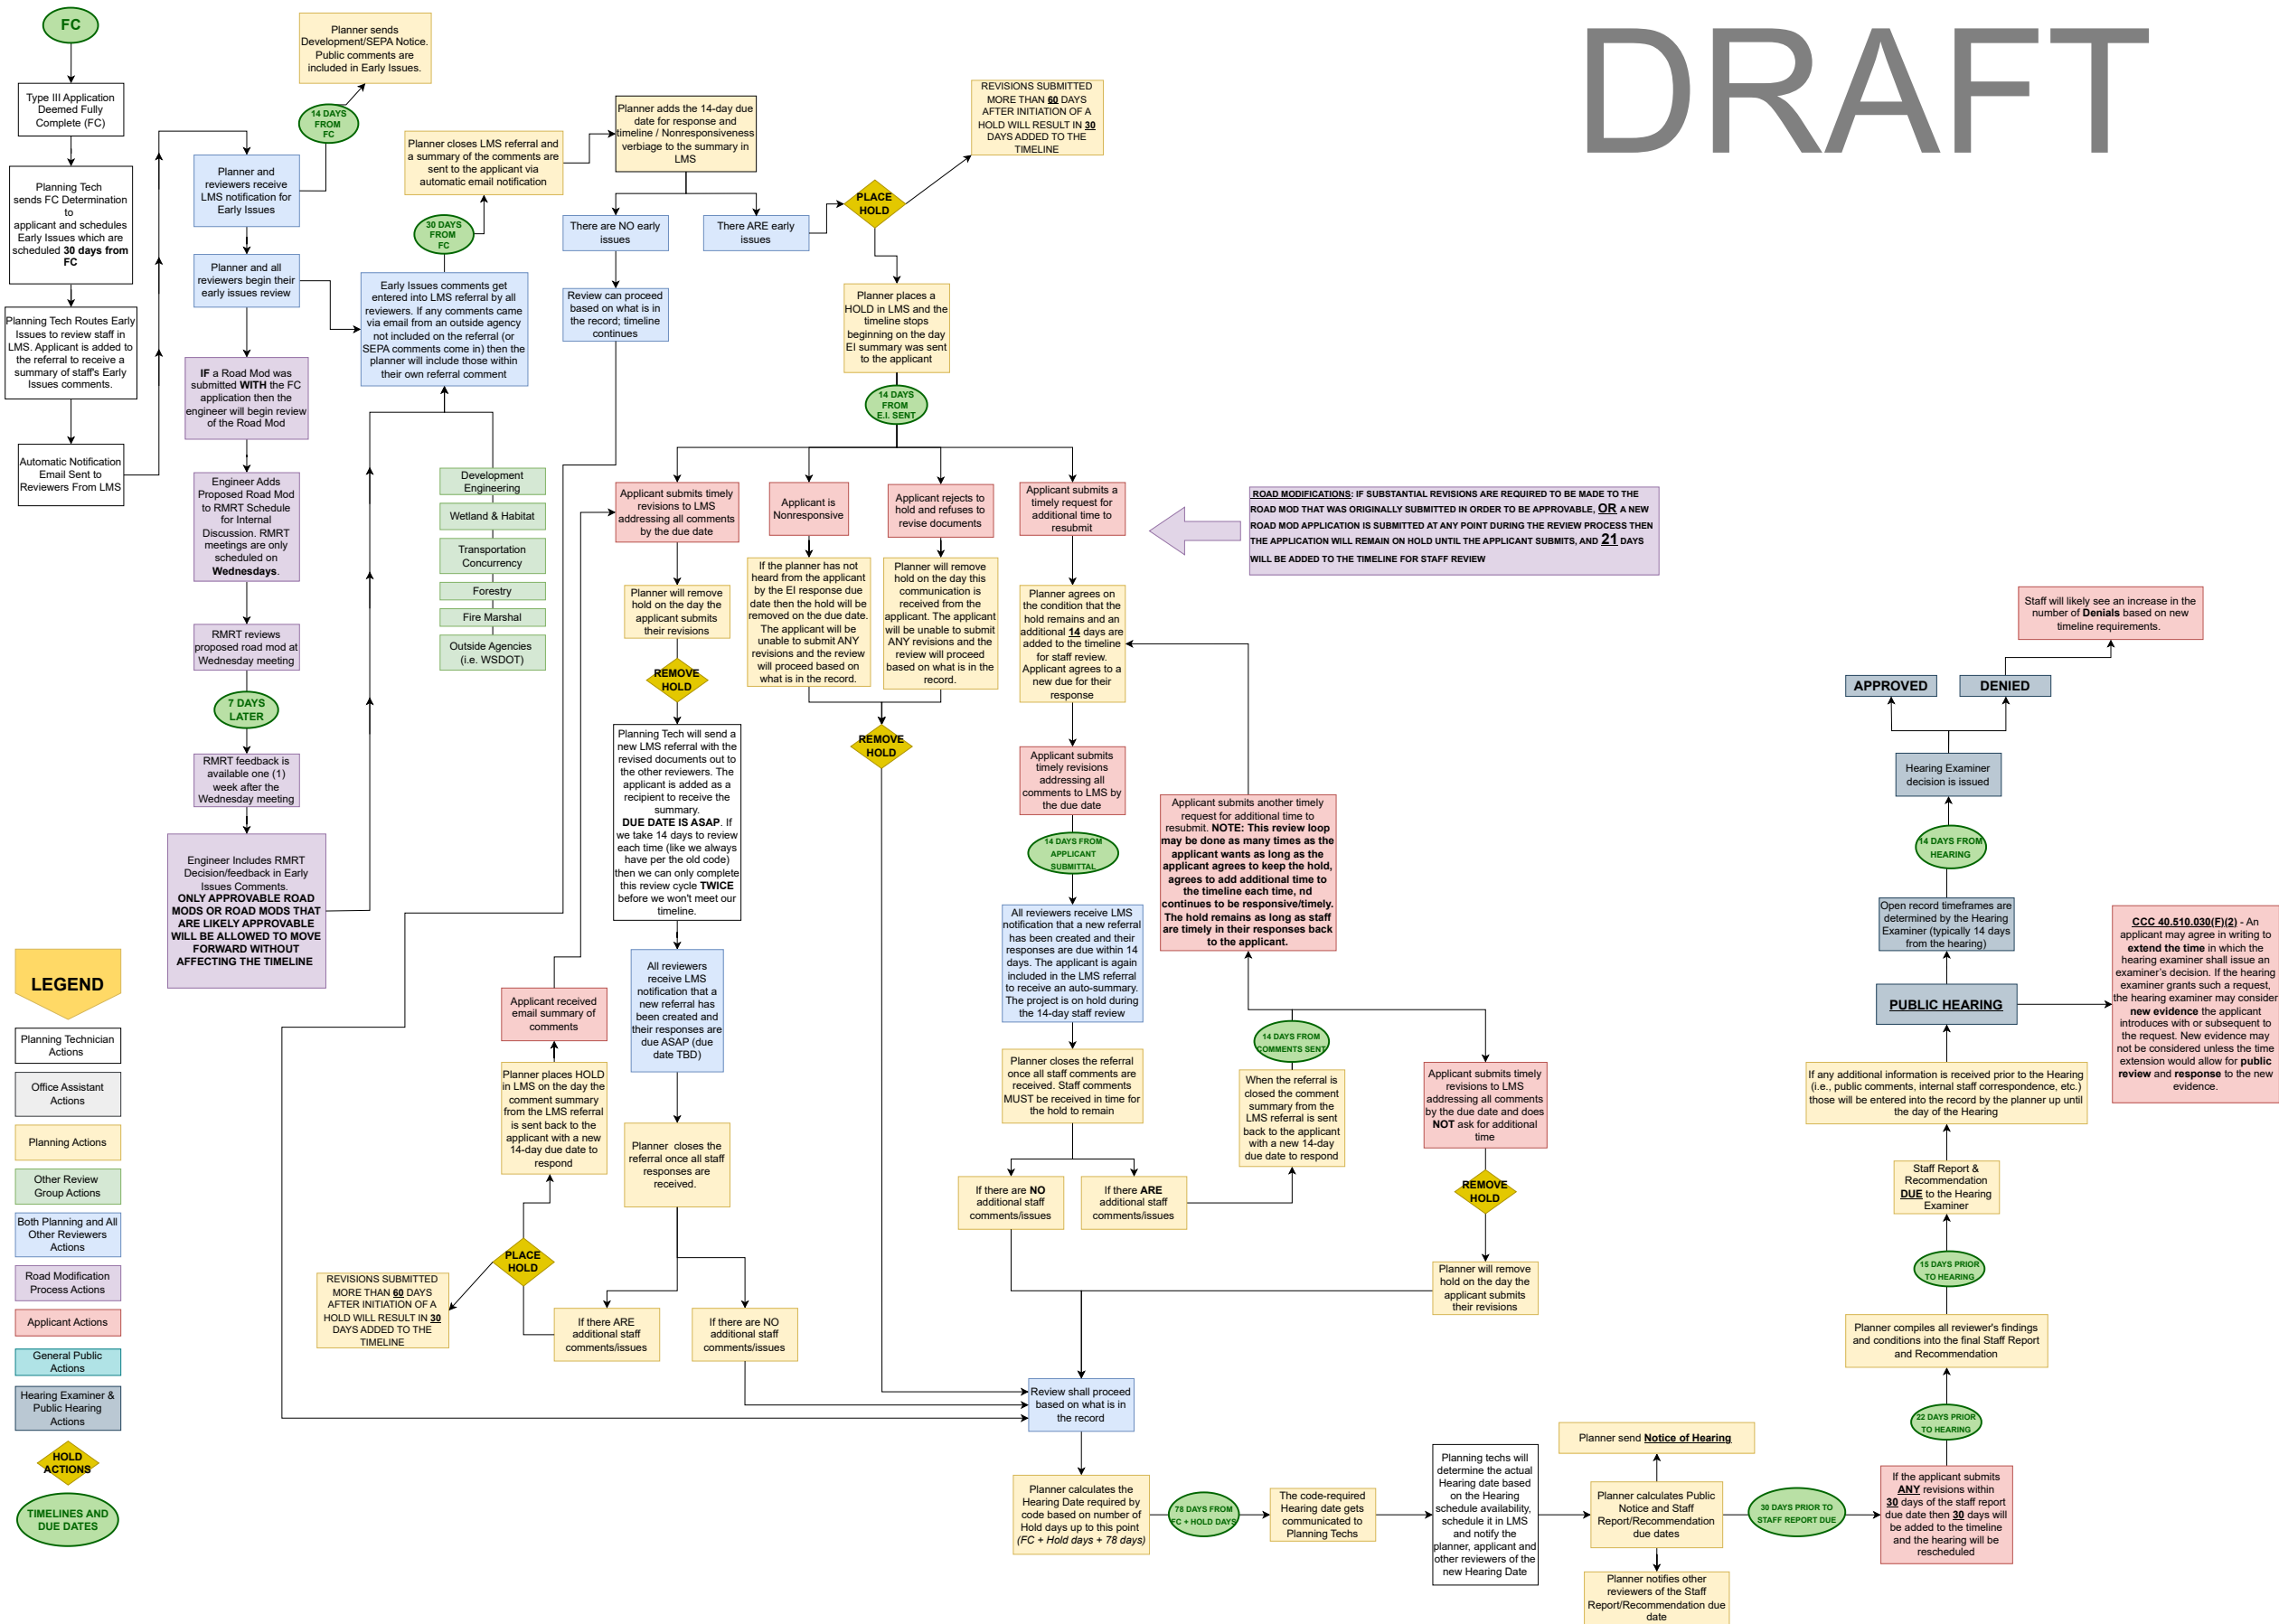 DRAFT
FC
Type III Application
Deemed Fully
Complete (FC)
Planning Tech
sends FC Determination
to
applicant and schedules
Early Issues which are
scheduled 30 days from
FC
Planning Tech Routes Early
Issues to review staff in
LMS. Applicant is added to
the referral to receive a
summary of staff's Early
Issues comments.
Automatic Notification
Email Sent to
Reviewers From LMS
Planner sends
Development/SEPA Notice.
Public comments are
included in Early Issues.
14 DAYS
FROM
FC
Planner and
reviewers receive
LMS notification for
Early Issues
Planner and all
reviewers begin their
early issues review
IF a Road Mod was
submitted WITH the FC
application then the
engineer will begin review
of the Road Mod
Engineer Adds
Proposed Road Mod
to RMRT Schedule
for Internal
Discussion. RMRT
meetings are only
scheduled on
Wednesdays.
RMRT reviews
proposed road mod at
Wednesday meeting
7 DAYS
LATER
RMRT feedback is
available one (1)
week after the
Wednesday meeting
Engineer Includes RMRT
Decision/feedback in Early
Issues Comments.
ONLY APPROVABLE ROAD
MODS OR ROAD MODS THAT
ARE LIKELY APPROVABLE
WILL BE ALLOWED TO MOVE
FORWARD WITHOUT
AFFECTING THE TIMELINE
Planner closes LMS referral and
a summary of the comments are
sent to the applicant via
automatic email notification
30 DAYS
FROM
FC
Early Issues comments get
entered into LMS referral by all
reviewers. If any comments came
via email from an outside agency
not included on the referral (or
SEPA comments come in) then the
planner will include those within
their own referral comment
Development
Engineering
Wetland & Habitat
Transportation
Concurrency
Forestry
Fire Marshal
Outside Agencies
(i.e. WSDOT)
Planner adds the 14-day due
date for response and
timeline / Nonresponsiveness
verbiage to the summary in
LMS
There are NO early
issues
There ARE early
issues
Review can proceed
based on what is in
the record; timeline
continues
PLACE
HOLD
REVISIONS SUBMITTED
MORE THAN 60 DAYS
AFTER INITIATION OF A
HOLD WILL RESULT IN 30
DAYS ADDED TO THE
TIMELINE
Planner places a
HOLD in LMS and the
timeline stops
beginning on the day
EI summary was sent
to the applicant
14 DAYS
FROM
E.I. SENT
Applicant submits timely
revisions to LMS
addressing all comments
by the due date
Applicant is
Nonresponsive
Applicant rejects to
hold and refuses to
revise documents
Applicant submits a
timely request for
additional time to
resubmit
ROAD MODIFICATIONS: IF SUBSTANTIAL REVISIONS ARE REQUIRED TO BE MADE TO THE
ROAD MOD THAT WAS ORIGINALLY SUBMITTED IN ORDER TO BE APPROVABLE, OR A NEW
ROAD MOD APPLICATION IS SUBMITTED AT ANY POINT DURING THE REVIEW PROCESS THEN
THE APPLICATION WILL REMAIN ON HOLD UNTIL THE APPLICANT SUBMITS, AND 21 DAYS
WILL BE ADDED TO THE TIMELINE FOR STAFF REVIEW
Planner will remove
hold on the day the
applicant submits
their revisions
REMOVE
HOLD
If the planner has not
heard from the applicant
by the EI response due
date then the hold will be
removed on the due date.
The applicant will be
unable to submit ANY
revisions and the review
will proceed based on
what is in the record.
Planner will remove
hold on the day this
communication is
received from the
applicant. The applicant
will be unable to submit
ANY revisions and the
review will proceed
based on what is in the
record.
REMOVE
HOLD
Planner agrees on
the condition that the
hold remains and an
additional 14 days are
added to the timeline
for staff review.
Applicant agrees to a
new due for their
response
Applicant submits
timely revisions
addressing all
comments to LMS by
the due date
14 DAYS FROM
APPLICANT
SUBMITTAL
All reviewers receive LMS
notification that a new referral
has been created and their
responses are due within 14
days. The applicant is again
included in the LMS referral
to receive an auto-summary.
The project is on hold during
the 14-day staff review
Planner closes the referral
once all staff comments are
received. Staff comments
MUST be received in time for
the hold to remain
If there are NO
additional staff
comments/issues
If there ARE
additional staff
comments/issues
Planning Tech will send a
new LMS referral with the
revised documents out to
the other reviewers. The
applicant is added as a
recipient to receive the
summary.
DUE DATE IS ASAP. If
we take 14 days to review
each time (like we always
have per the old code)
then we can only complete
this review cycle TWICE
before we won't meet our
timeline.
All reviewers
receive LMS
notification that a
new referral has
been created and
their responses are
due ASAP (due
date TBD)
Planner closes the
referral once all staff
responses are
received.
Applicant received
email summary of
comments
Planner places HOLD
in LMS on the day the
comment summary
from the LMS referral
is sent back to the
applicant with a new
14-day due date to
respond
PLACE
HOLD
REVISIONS SUBMITTED
MORE THAN 60 DAYS
AFTER INITIATION OF A
HOLD WILL RESULT IN 30
DAYS ADDED TO THE
TIMELINE
If there ARE
additional staff
comments/issues
If there are NO
additional staff
comments/issues
Applicant submits another timely
request for additional time to
resubmit. NOTE: This review loop
may be done as many times as the
applicant wants as long as the
applicant agrees to keep the hold,
agrees to add additional time to
the timeline each time, nd
continues to be responsive/timely.
The hold remains as long as staff
are timely in their responses back
to the applicant.
14 DAYS FROM
COMMENTS SENT
When the referral is
closed the comment
summary from the
LMS referral is sent
back to the applicant
with a new 14-day
due date to respond
Applicant submits timely
revisions to LMS
addressing all comments
by the due date and does
NOT ask for additional
time
REMOVE
HOLD
Planner will remove
hold on the day the
applicant submits
their revisions
Review shall proceed
based on what is in
the record
Planner calculates the
Hearing Date required by
code based on number of
Hold days up to this point
(FC + Hold days + 78 days)
78 DAYS FROM
FC + HOLD DAYS
The code-required
Hearing date gets
communicated to
Planning Techs
Planning techs will
determine the actual
Hearing date based
on the Hearing
schedule availability,
schedule it in LMS
and notify the
planner, applicant and
other reviewers of the
new Hearing Date
Planner send Notice of Hearing
Planner calculates Public
Notice and Staff
Report/Recommendation
due dates
Planner notifies other
reviewers of the Staff
Report/Recommendation due
date
30 DAYS PRIOR TO
STAFF REPORT DUE
If the applicant submits
ANY revisions within
30 days of the staff report
due date then 30 days will
be added to the timeline
and the hearing will be
rescheduled
22 DAYS PRIOR
TO HEARING
Planner compiles all reviewer's findings
and conditions into the final Staff Report
and Recommendation
15 DAYS PRIOR
TO HEARING
Staff Report &
Recommendation
DUE to the Hearing
Examiner
If any additional information is received prior to the Hearing
(i.e., public comments, internal staff correspondence, etc.)
those will be entered into the record by the planner up until
the day of the Hearing
PUBLIC HEARING
CCC 40.510.030(F)(2) - An
applicant may agree in writing to
extend the time in which the
hearing examiner shall issue an
examiner's decision. If the hearing
examiner grants such a request,
the hearing examiner may consider
new evidence the applicant
introduces with or subsequent to
the request. New evidence may
not be considered unless the time
extension would allow for public
review and response to the new
evidence.
Open record timeframes are
determined by the Hearing
Examiner (typically 14 days
from the hearing)
14 DAYS FROM
HEARING
Hearing Examiner
decision is issued
APPROVED
DENIED
Staff will likely see an increase in the
number of Denials based on new
timeline requirements.
LEGEND
Planning Technician
Actions
Office Assistant
Actions
Planning Actions
Other Review
Group Actions
Both Planning and All
Other Reviewers
Actions
Road Modification
Process Actions
Applicant Actions
General Public
Actions
Hearing Examiner &
Public Hearing
Actions
HOLD
ACTIONS
TIMELINES AND
DUE DATES